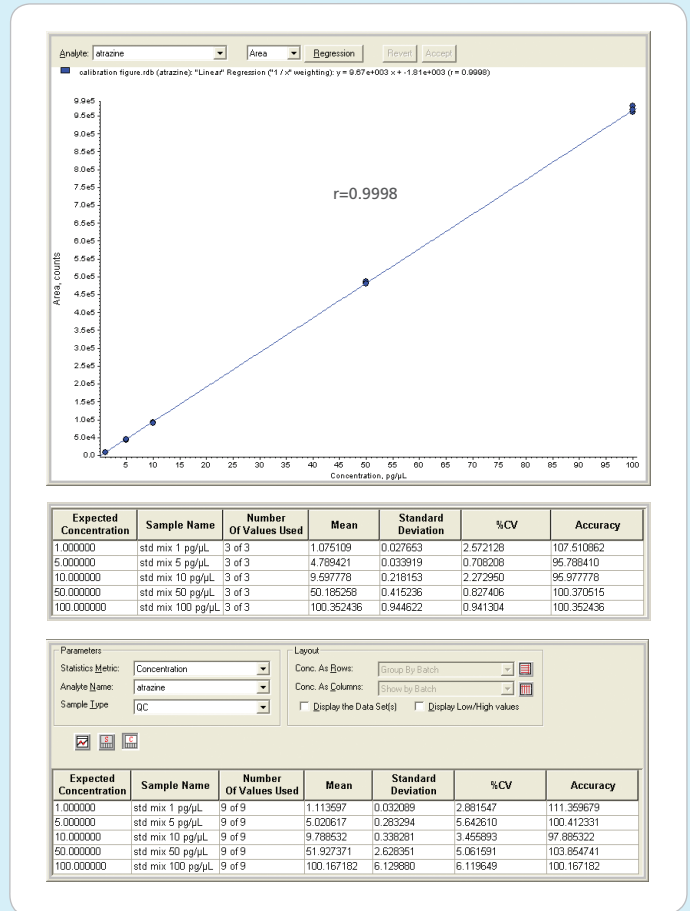 Analyte: atrazine Area Regression Revert Accept
calibration figure.rdb (atrazine): "Linear" Regression ("1 / x" weighting): y = 9.67e+003 x + -1.81e+003 (r = 0.9998)
9.9e5
9.5e5
9.0e5
8.5e5
8.0e5
7.5e5
r=0.9998
7.0e5
6.5e5
6.0e5
5.5e5
5.0e5
4.5e5
4.0e5
3.5e5
3.0e5
2.5e5
2.0e5
1.5e5
1.0e5
5.0e4
0.0
Area, counts
5 10 15 20 25 30 35 40 45 50 55 60 65 70 75 80 85 90 95 100
Concentration, pg/µL
Expected Concentration Sample Name Number Of Values Used Mean Standard Deviation %CV Accuracy
1.000000 std mix 1 pg/µL 3 of 3 1.075109 0.027653 2.572128 107.510862
5.000000 std mix 5 pg/µL 3 of 3 4.789421 0.033919 0.708208 95.788410
10.000000 std mix 10 pg/µL 3 of 3 9.597778 0.218153 2.272950 95.977778
50.000000 std mix 50 pg/µL 3 of 3 50.185258 0.415236 0.827406 100.370515
100.000000 std mix 100 pg/µL 3 of 3 100.352436 0.944622 0.941304 100.352436
Parameters
Layout
Statistics Metric: Concentration
Conc. As Rows: Group By Batch
Analyte Name: atrazine
Conc. As Columns: Show by Batch
Sample Type QC
Display the Data Set(s) Display Low/High values
Expected Concentration Sample Name Number Of Values Used Mean Standard Deviation %CV Accuracy
1.000000 std mix 1 pg/µL 9 of 9 1.113597 0.032089 2.881547 111.359679
5.000000 std mix 5 pg/µL 9 of 9 5.020617 0.283294 5.642610 100.412331
10.000000 std mix 10 pg/µL 9 of 9 9.788532 0.338281 3.455893 97.885322
50.000000 std mix 50 pg/µL 9 of 9 51.927371 2.628351 5.061591 103.854741
100.000000 std mix 100 pg/µL 9 of 9 100.167182 6.129880 6.119649 100.167182